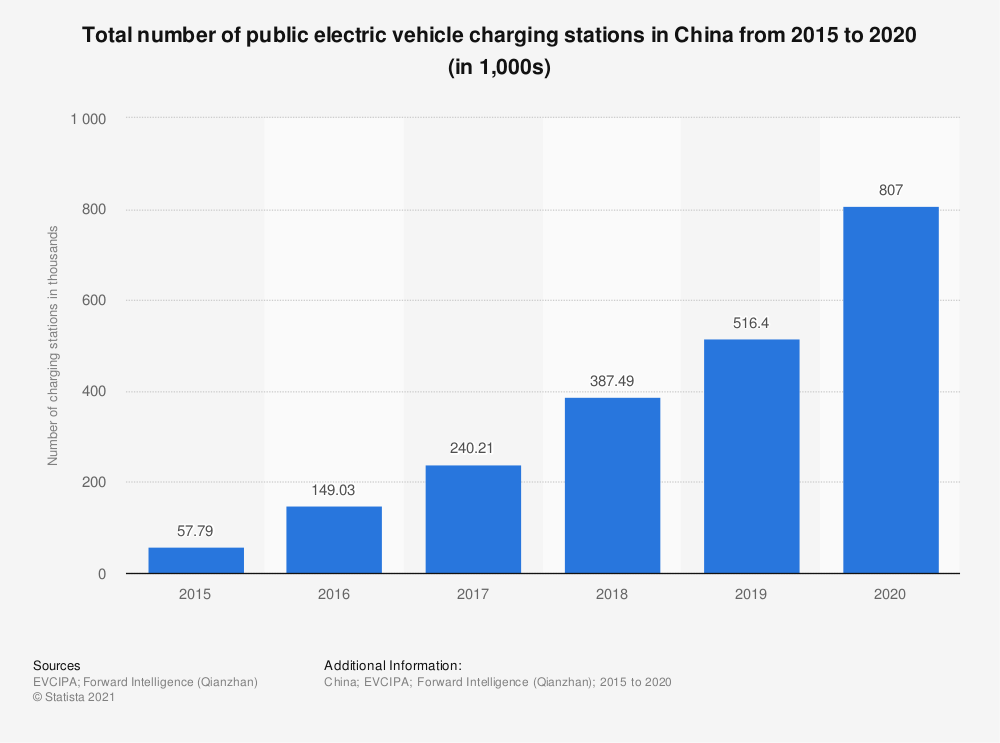 Total number of public electric vehicle charging stations in China from 2015 to 2020
(in 1,000s)
1 000
800
600
400
200
0
Number of charging stations in thousands
57.79
149.03
240.21
387.49
516.4
807
2015
2016
2017
2018
2019
2020
Sources
EVCIPA; Forward Intelligence (Qianzhan)
© Statista 2021
Additional Information:
China; EVCIPA; Forward Intelligence (Qianzhan); 2015 to 2020